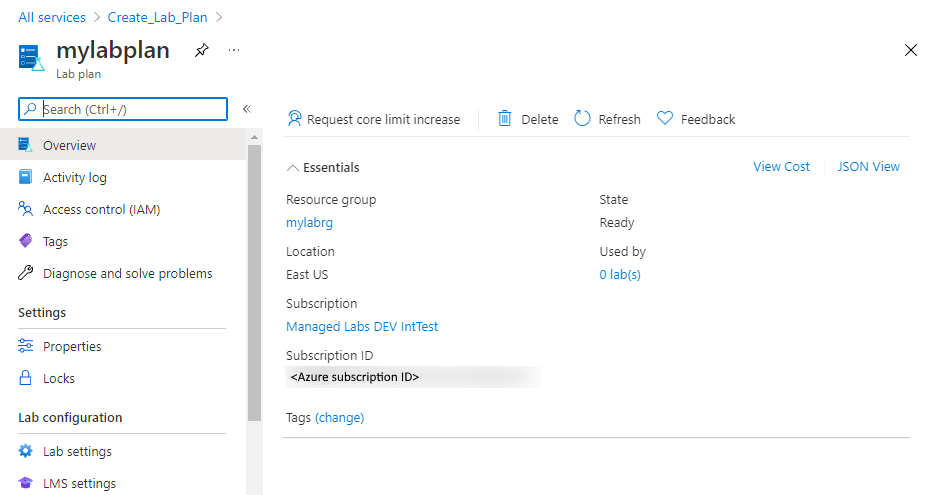 All services > Create_Lab_Plan >
mylabplan
Lab plan
Search (Ctrl+/)
Overview
Activity log
Access control (IAM)
Tags
Diagnose and solve problems
Settings
Properties
Locks
Lab configuration
Lab settings
LMS settings
Request core limit increase
Delete
Refresh
Feedback
Essentials
View Cost
JSON View
Resource group
mylabrg
Location
East US
Subscription
Managed Labs DEV IntTest
Subscription ID
<Azure subscription ID>
State
Ready
Used by
0 lab(s)
Tags (change)